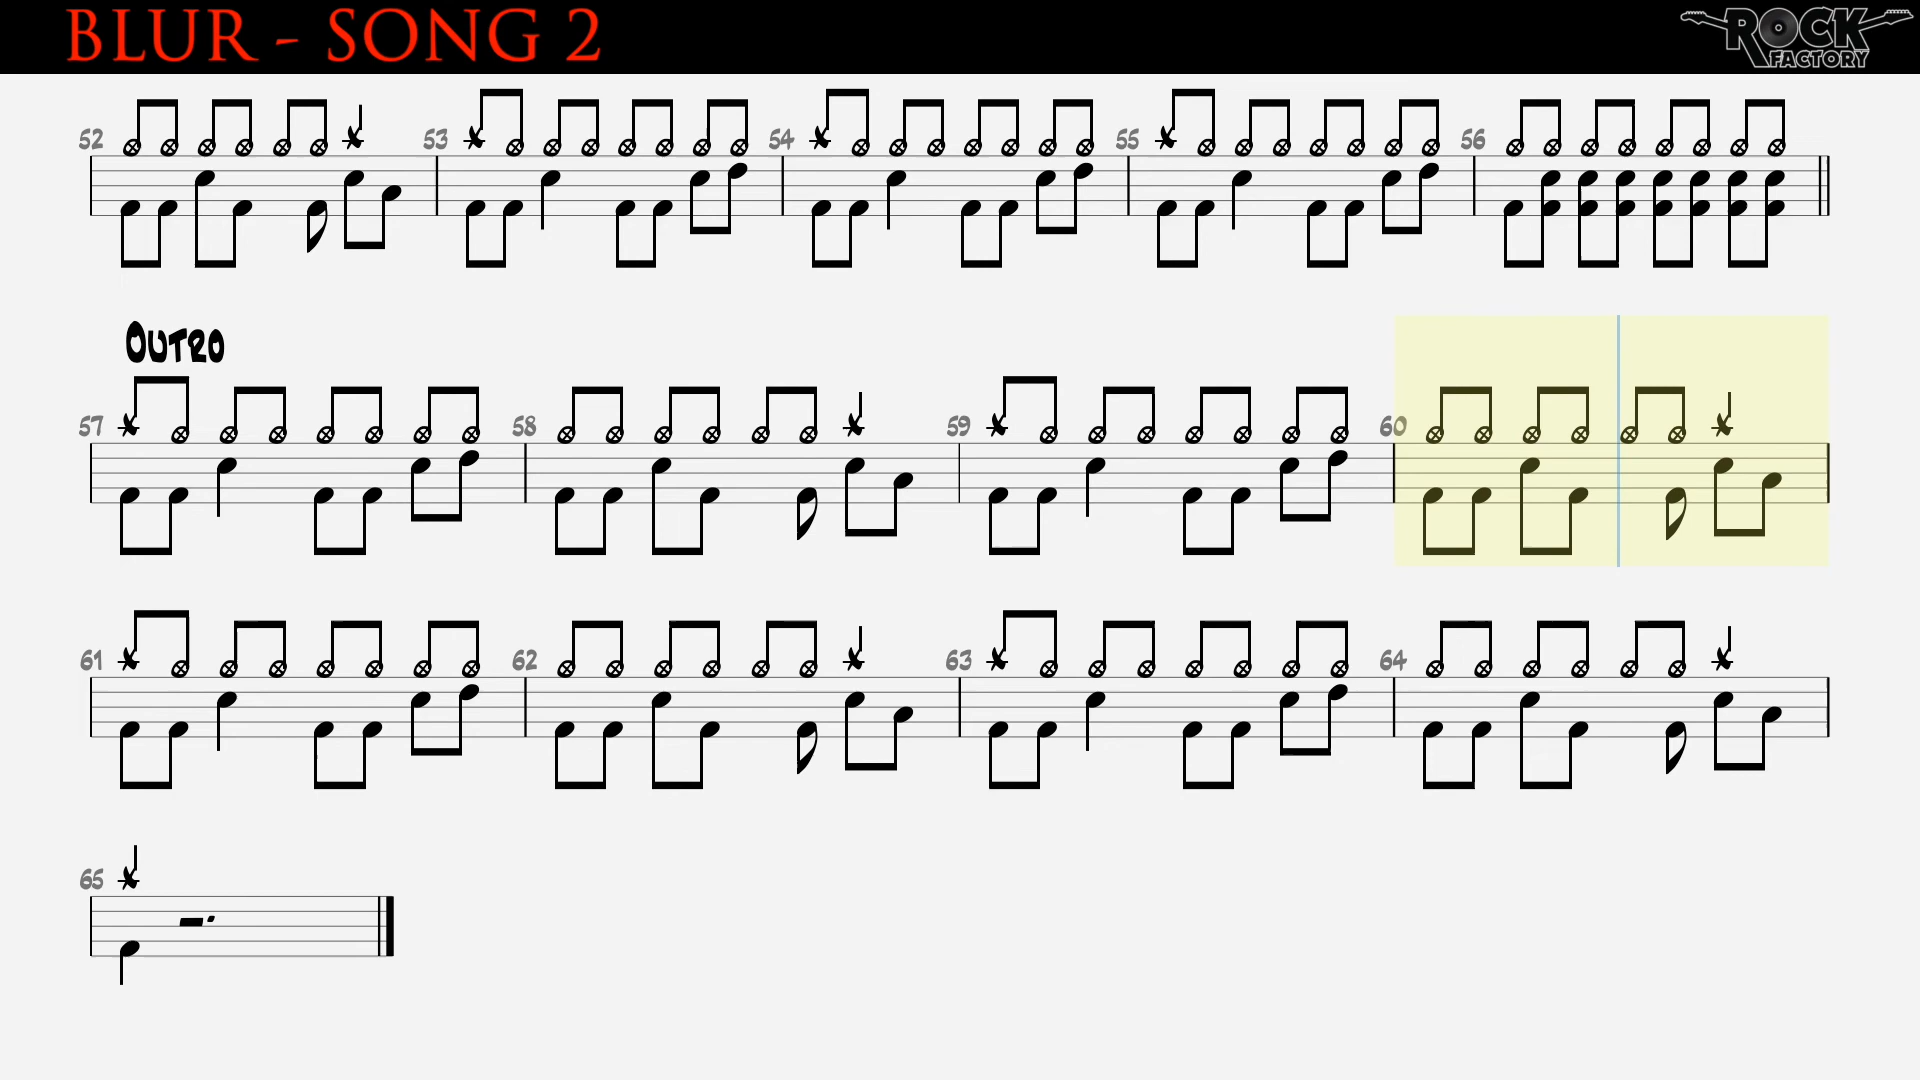 BLUR - SONG 2
ROCK
FACTORY
52 53 54 55 56
OUTRO
57 58 59 60
61 62 63 64
65